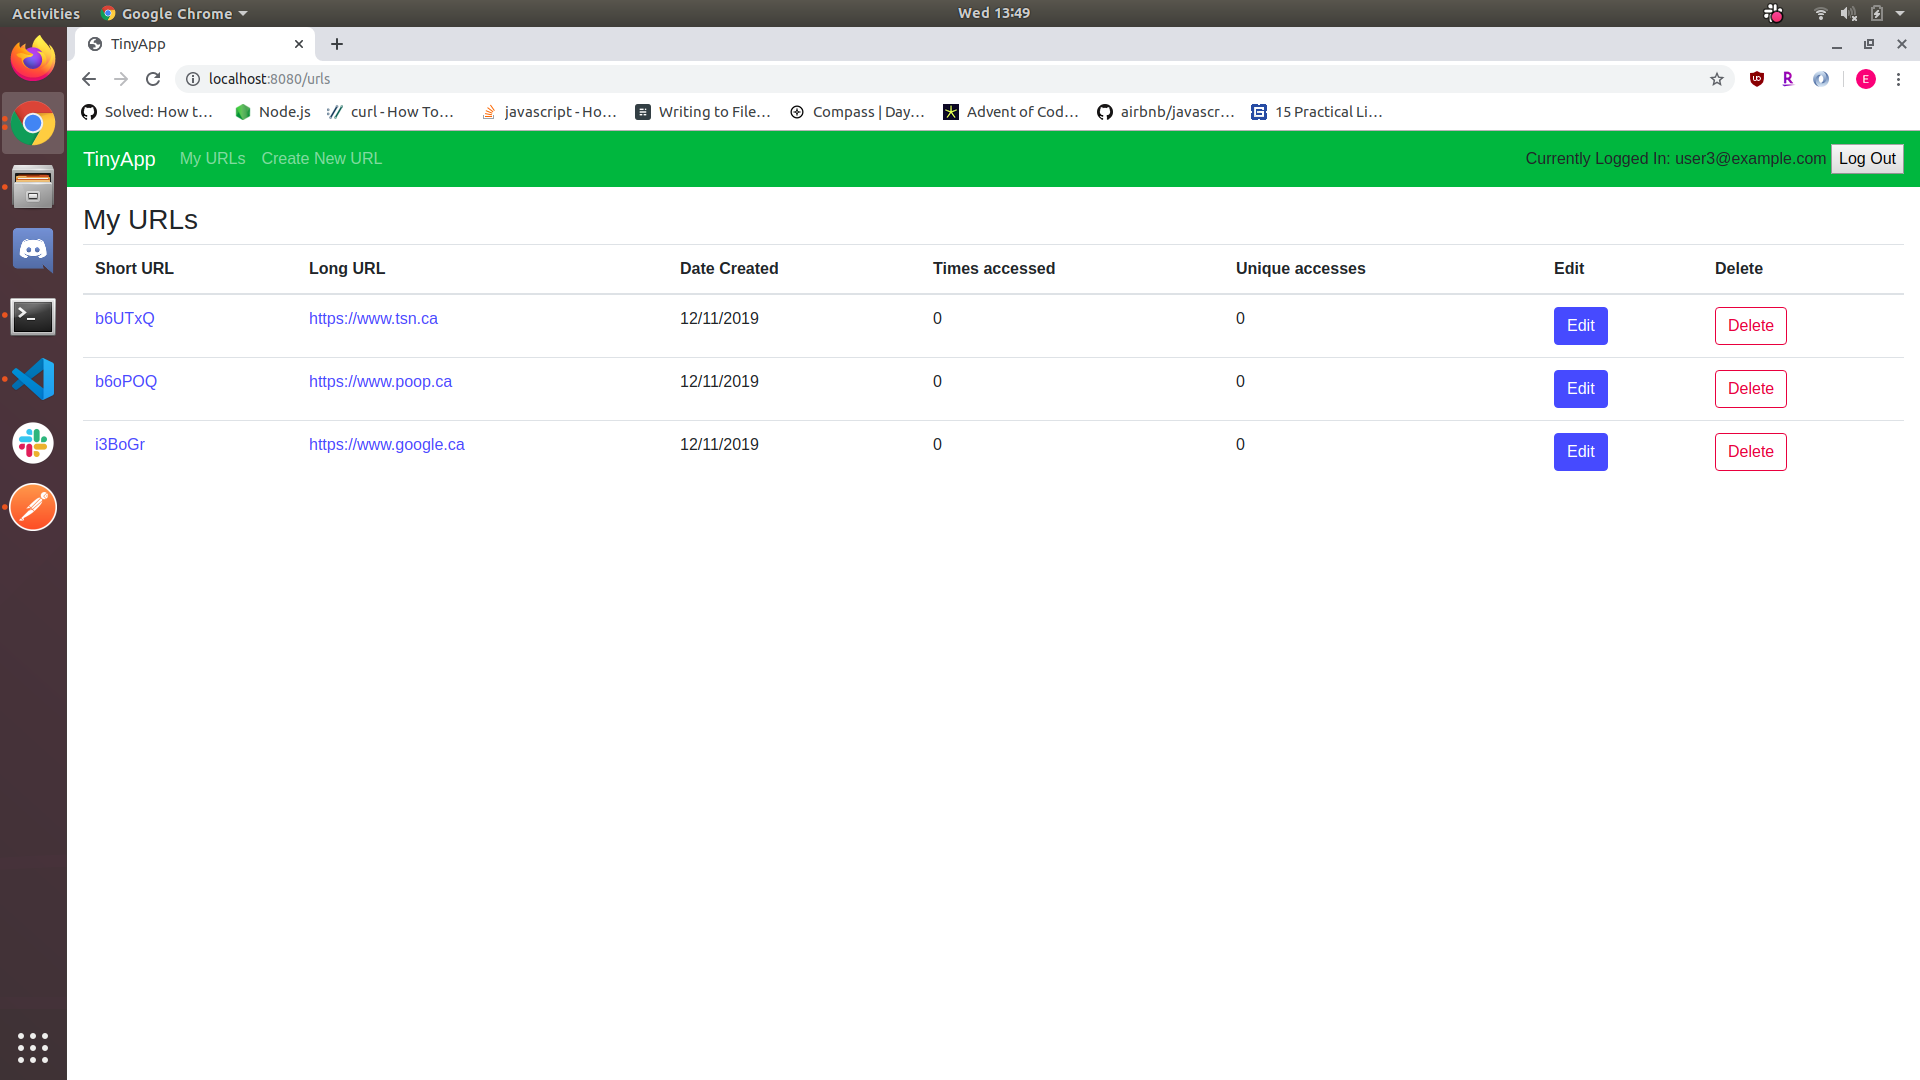 Activities Google Chrome Wed 13:49
TinyApp
localhost:8080/urls E
Solved: How t... Node.js curl - How To... javascript - Ho... Writing to File... Compass | Day... Advent of Cod... airbnb/javascr... 15 Practical Li...
TinyApp My URLs Create New URL Currently Logged In: user3@example.com Log Out
My URLs
Short URL Long URL Date Created Times accessed Unique accesses Edit Delete
b6UTxQ https://www.tsn.ca 12/11/2019 0 0 Edit Delete
b6oPOQ https://www.poop.ca 12/11/2019 0 0 Edit Delete
i3BoGr https://www.google.ca 12/11/2019 0 0 Edit Delete